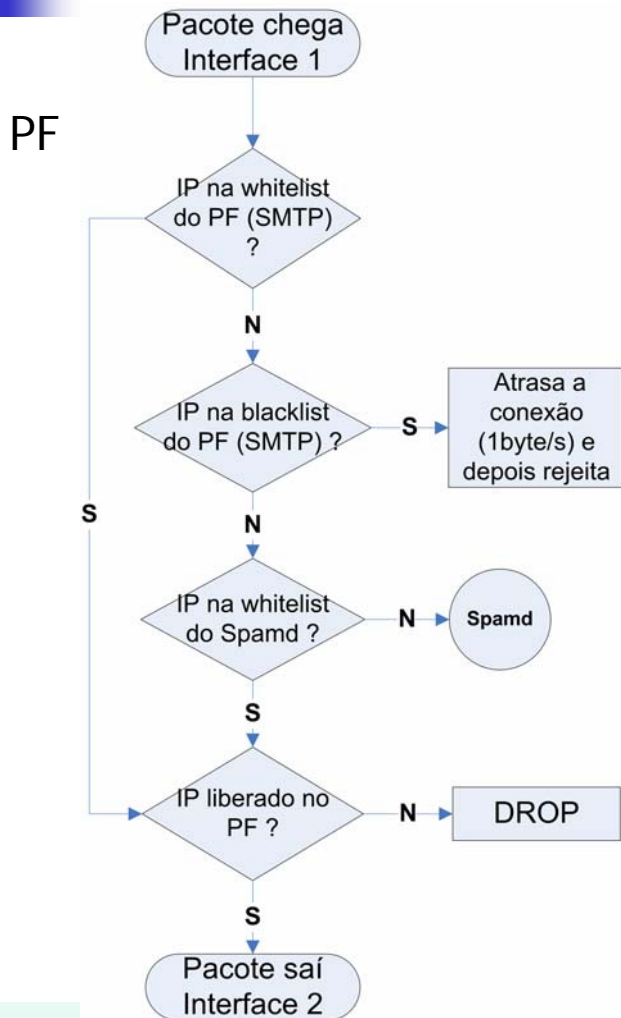 Pacote chega
Interface 1
PF
IP na whitelist
do PF (SMTP)
?
N
IP na blacklist
do PF (SMTP) ?
S
Atrasa a
conexão
(1byte/s) e
depois rejeita
S
N
IP na whitelist
do Spamd ?
N
Spamd
S
IP liberado no
PF ?
N
DROP
S
Pacote saí
Interface 2